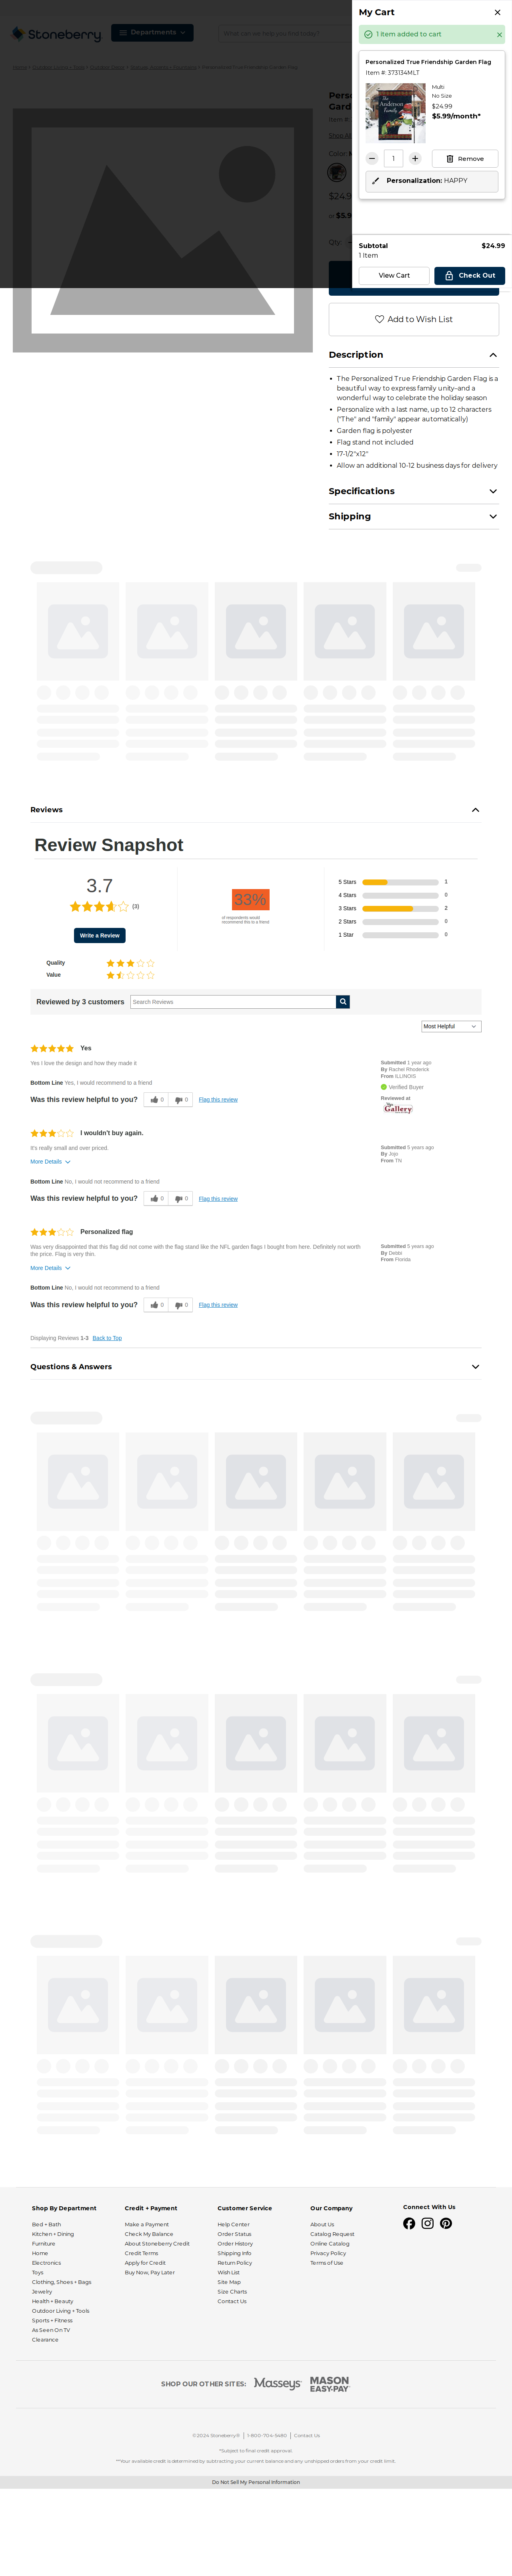 My Cart
1 Item added to cart
Personalized True Friendship Garden Flag
Item #: 373134MLT
The Anderson Family
Multi
No Size
$24.99
$5.99/month*
1
Remove
Personalization: HAPPY
Subtotal $24.99
1 Item
View Cart
Check Out
Stoneberry
Departments
Color:
$24.9
Qty:
Add to Wish List
Description
The Personalized True Friendship Garden Flag is a beautiful way to express family unity–and a wonderful way to celebrate the holiday season
Personalize with a last name, up to 12 characters ("The" and "family" appear automatically)
Garden flag is polyester
Flag stand not included
17-1/2"x12"
Allow an additional 10-12 business days for delivery
Specifications
Shipping
Reviews
Review Snapshot
3.7
(3)
Write a Review
33%
of respondents would recommend this to a friend
5 Stars 1
4 Stars 0
3 Stars 2
2 Stars 0
1 Star 0
Quality
Value
Reviewed by 3 customers
Search Reviews
Most Helpful
Yes
Yes I love the design and how they made it
Bottom Line Yes, I would recommend to a friend
Was this review helpful to you? 0 0 Flag this review
Submitted 1 year ago
By Rachel Rhoderick
From ILLINOIS
Verified Buyer
Reviewed at
The Gallery
I wouldn't buy again.
It's really small and over priced.
More Details
Bottom Line No, I would not recommend to a friend
Was this review helpful to you? 0 0 Flag this review
Submitted 5 years ago
By Jojo
From TN
Personalized flag
Was very disappointed that this flag did not come with the flag stand like the NFL garden flags I bought from here. Definitely not worth the price. Flag is very thin.
More Details
Bottom Line No, I would not recommend to a friend
Was this review helpful to you? 0 0 Flag this review
Submitted 5 years ago
By Debbi
From Florida
Displaying Reviews 1-3 Back to Top
Questions & Answers
Shop By Department
Bed + Bath
Kitchen + Dining
Furniture
Home
Electronics
Toys
Clothing, Shoes + Bags
Jewelry
Health + Beauty
Outdoor Living + Tools
Sports + Fitness
As Seen On TV
Clearance
Credit + Payment
Make a Payment
Check My Balance
About Stoneberry Credit
Credit Terms
Apply for Credit
Buy Now, Pay Later
Customer Service
Help Center
Order Status
Order History
Shipping Info
Return Policy
Wish List
Site Map
Size Charts
Contact Us
Our Company
About Us
Catalog Request
Online Catalog
Privacy Policy
Terms of Use
Connect With Us
SHOP OUR OTHER SITES:
Masseys
MASON EASY•PAY
©2024 Stoneberry® 1-800-704-5480 Contact Us
*Subject to final credit approval.
**Your available credit is determined by subtracting your current balance and any unshipped orders from your credit limit.
Do Not Sell My Personal Information